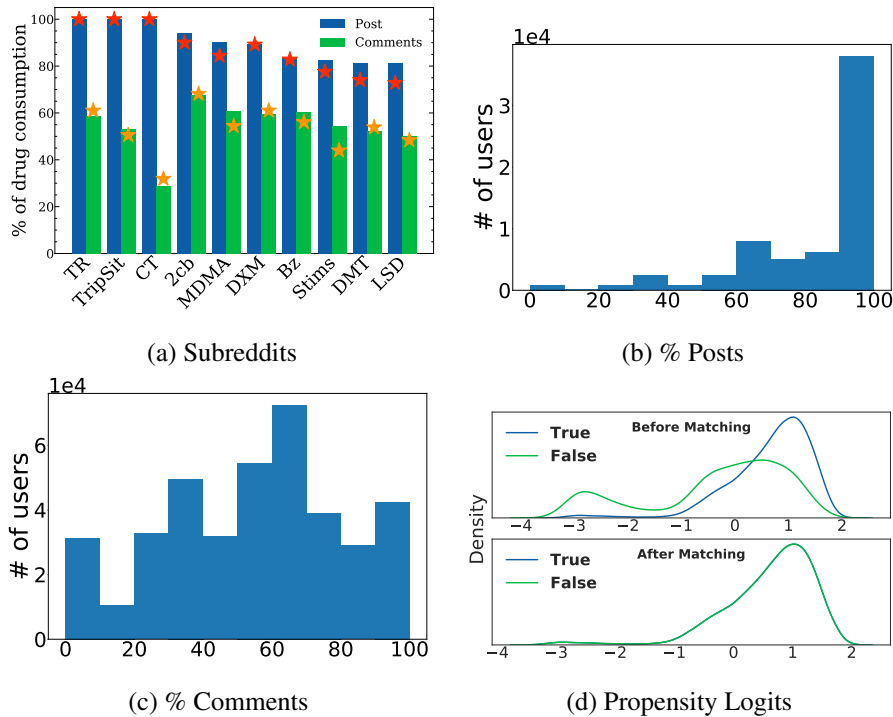 % of drug consumption
100
80
60
40
20
0
Post
Comments
TR
TripSit
CT
2cb
MDMA
DXM
Bz
Stims
DMT
LSD
(a) Subreddits
1e4
# of users
3
2
1
0
0 20 40 60 80 100
(b) % Posts
1e4
# of users
6
4
2
0
0 20 40 60 80 100
(c) % Comments
Density
True
False
Before Matching
−4 −3 −2 −1 0 1 2
True
False
After Matching
−3 −2 −1 0 1 2
(d) Propensity Logits